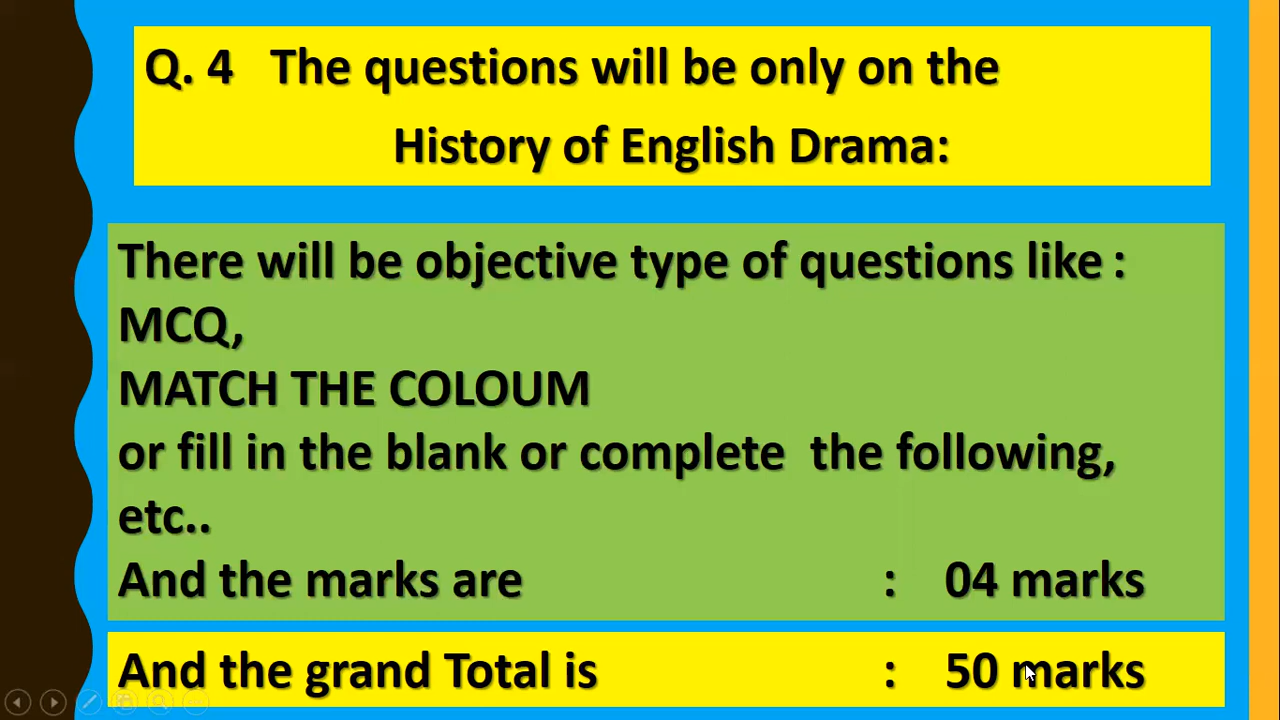 Q. 4 The questions will be only on the
History of English Drama:
There will be objective type of questions like :
MCQ,
MATCH THE COLOUM
or fill in the blank or complete the following,
etc..
And the marks are : 04 marks
And the grand Total is : 50 marks